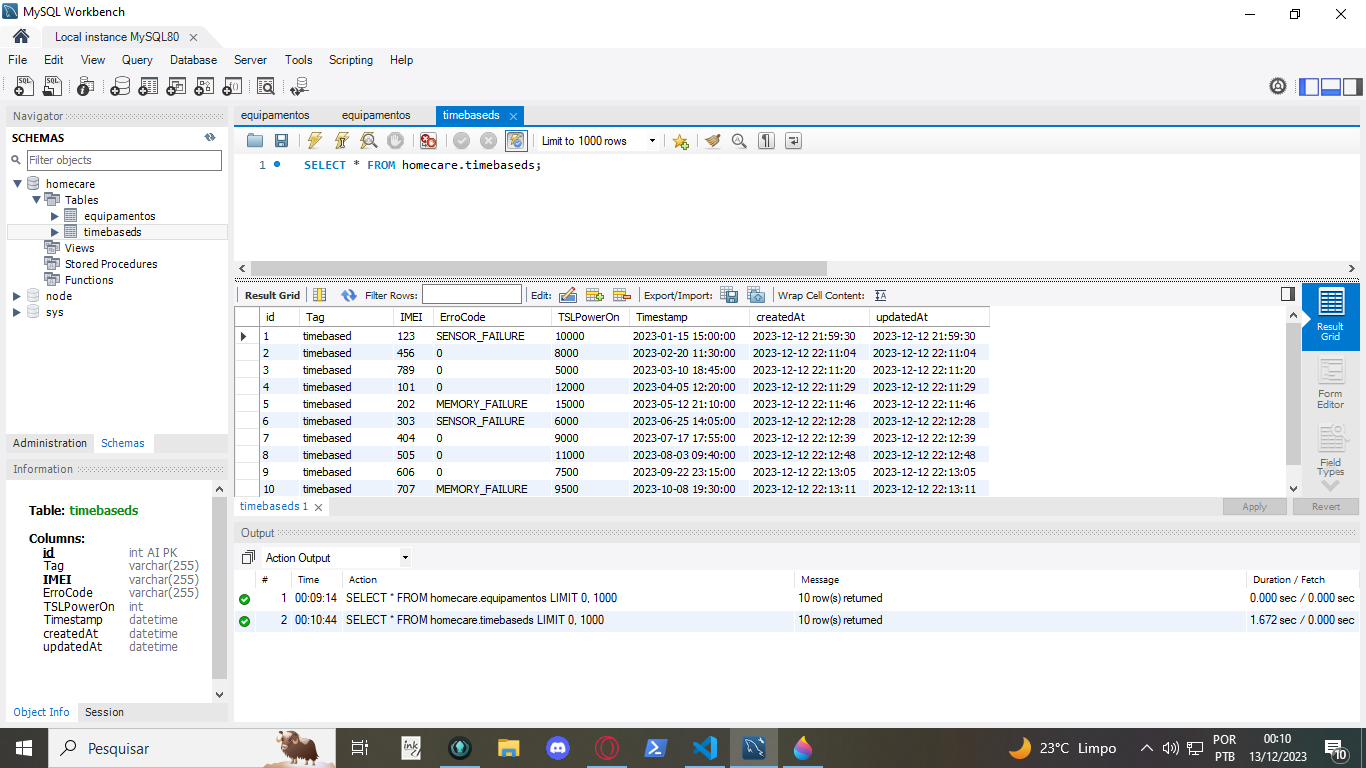 MySQL Workbench
Local instance MySQL80
File Edit View Query Database Server Tools Scripting Help
Navigator
SCHEMAS
Filter objects
homecare
Tables
equipamentos
timebaseds
Views
Stored Procedures
Functions
node
sys
Administration Schemas
Information
Table: timebaseds
Columns:
id int AI PK
Tag varchar(255)
IMEI varchar(255)
ErroCode varchar(255)
TSLPowerOn int
Timestamp datetime
createdAt datetime
updatedAt datetime
Object Info Session
equipamentos equipamentos timebaseds
Limit to 1000 rows
1 SELECT * FROM homecare.timebaseds;
Result Grid Filter Rows: Edit: Export/Import: Wrap Cell Content:
id Tag IMEI ErroCode TSLPowerOn Timestamp createdAt updatedAt
1 timebased 123 SENSOR_FAILURE 10000 2023-01-15 15:00:00 2023-12-12 21:59:30 2023-12-12 21:59:30
2 timebased 456 0 8000 2023-02-20 11:30:00 2023-12-12 22:11:04 2023-12-12 22:11:04
3 timebased 789 0 5000 2023-03-10 18:45:00 2023-12-12 22:11:20 2023-12-12 22:11:20
4 timebased 101 0 12000 2023-04-05 12:20:00 2023-12-12 22:11:29 2023-12-12 22:11:29
5 timebased 202 MEMORY_FAILURE 15000 2023-05-12 21:10:00 2023-12-12 22:11:46 2023-12-12 22:11:46
6 timebased 303 SENSOR_FAILURE 6000 2023-06-25 14:05:00 2023-12-12 22:12:28 2023-12-12 22:12:28
7 timebased 404 0 9000 2023-07-17 17:55:00 2023-12-12 22:12:39 2023-12-12 22:12:39
8 timebased 505 0 11000 2023-08-03 09:40:00 2023-12-12 22:12:48 2023-12-12 22:12:48
9 timebased 606 0 7500 2023-09-22 23:15:00 2023-12-12 22:13:05 2023-12-12 22:13:05
10 timebased 707 MEMORY_FAILURE 9500 2023-10-08 19:30:00 2023-12-12 22:13:11 2023-12-12 22:13:11
Result
Grid
Form
Editor
Field
Types
timebaseds 1
Apply Revert
Output
Action Output
# Time Action Message Duration / Fetch
1 00:09:14 SELECT * FROM homecare.equipamentos LIMIT 0, 1000 10 row(s) returned 0.000 sec / 0.000 sec
2 00:10:44 SELECT * FROM homecare.timebaseds LIMIT 0, 1000 10 row(s) returned 1.672 sec / 0.000 sec
Pesquisar
ink
23°C Limpo
POR
PTB
00:10
13/12/2023
10